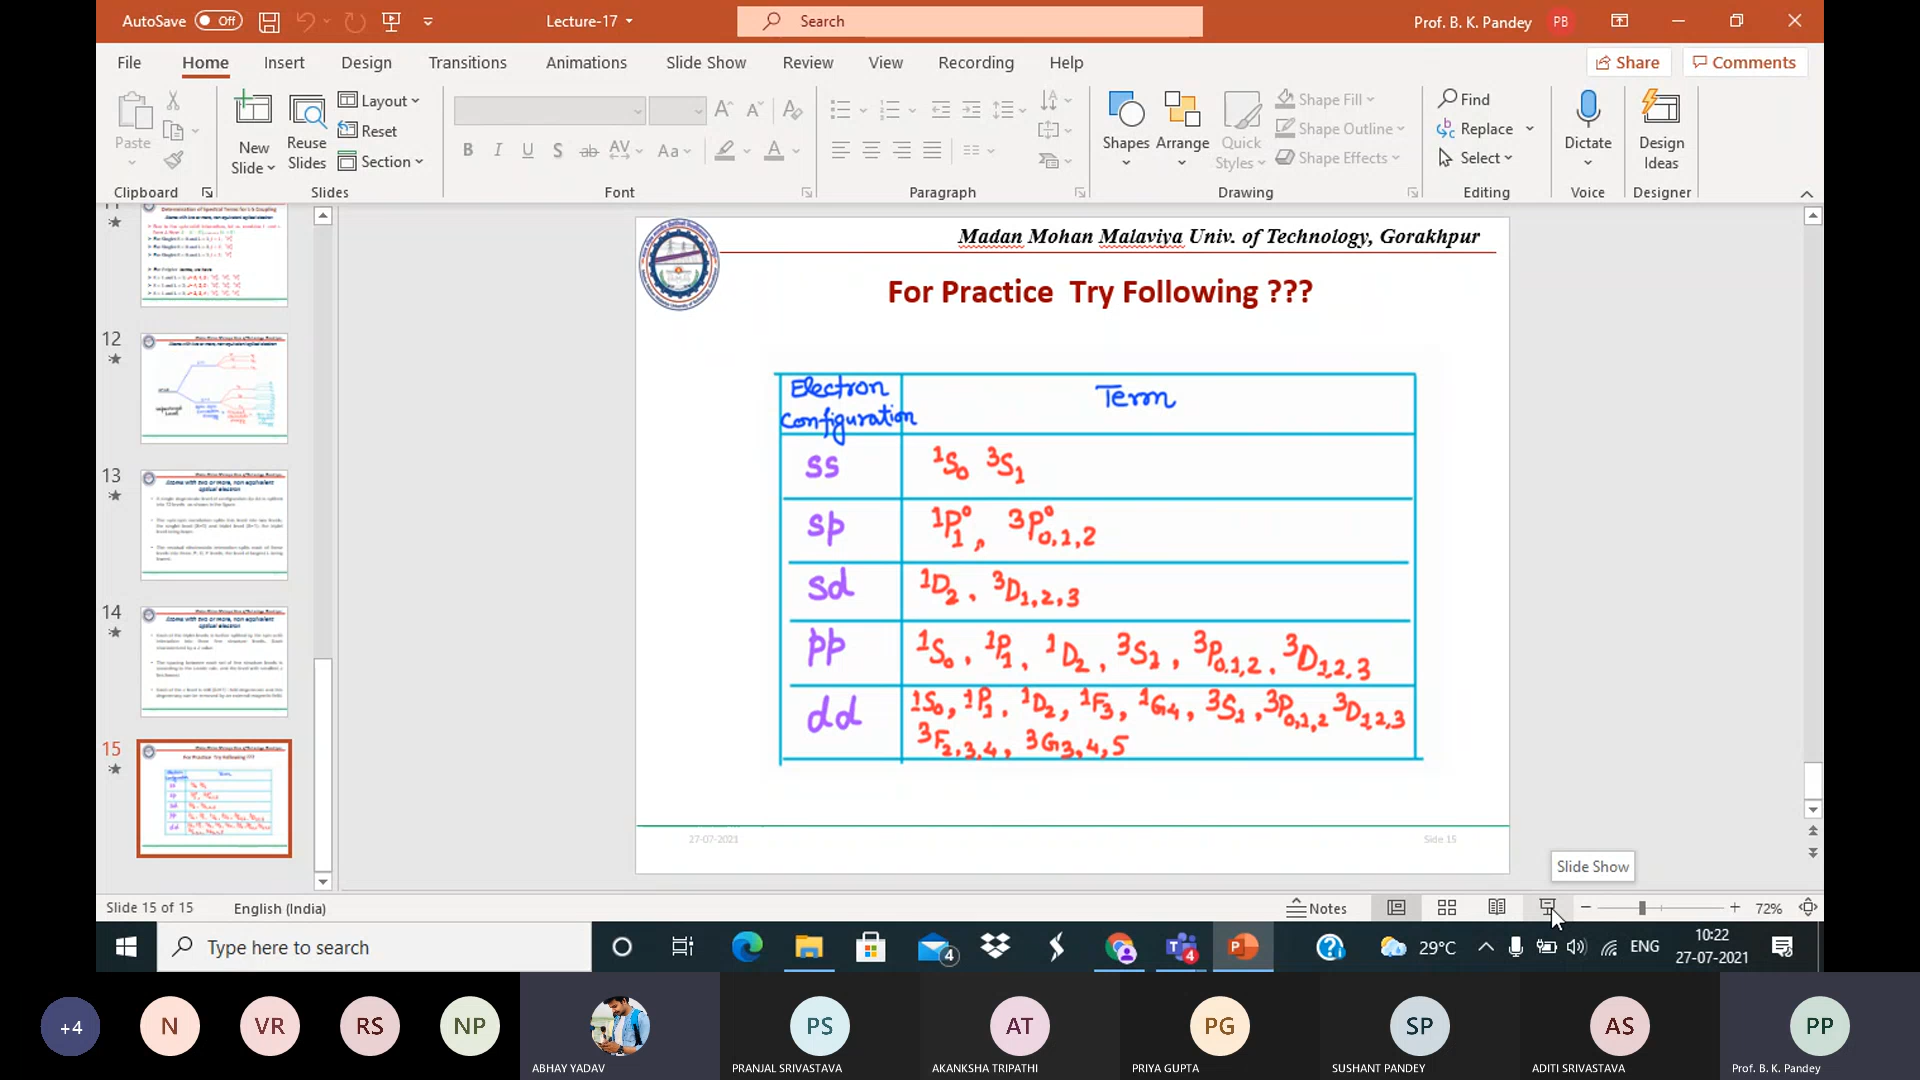 AutoSave Off Lecture-17 Search Prof. B. K. Pandey PB
File Home Insert Design Transitions Animations Slide Show Review View Recording Help Share Comments
Paste New Slide Reuse Slides Layout Reset Section
B I U S ab AV Aa A
Shapes Arrange Quick Styles Shape Fill Shape Outline Shape Effects
Find Replace Select Dictate Design Ideas
Clipboard Slides Font Paragraph Drawing Editing Voice Designer
12
13
14
15
Madan Mohan Malaviya Univ. of Technology, Gorakhpur
For Practice Try Following ???
Electron Configuration Term
ss ¹S₀ ³S₁
sp ¹P₁⁰, ³P⁰₀,₁,₂
sd ¹D₂, ³D₁,₂,₃
pp ¹S₀, ¹P₁, ¹D₂, ³S₁, ³P₀,₁,₂, ³D₁,₂,₃
dd ¹S₀, ¹P₁, ¹D₂, ¹F₃, ¹G₄, ³S₁, ³P₀,₁,₂ ³D₁,₂,₃
³F₂,₃,₄, ³G₃,₄,₅
27-07-2021 Side 15
Slide Show
Slide 15 of 15 English (India) Notes 72%
Type here to search 4 4 29°C ENG 10:22
27-07-2021
+4 N VR RS NP PS AT PG SP AS PP
ABHAY YADAV PRANJAL SRIVASTAVA AKANKSHA TRIPATHI PRIYA GUPTA SUSHANT PANDEY ADITI SRIVASTAVA Prof. B. K. Pandey